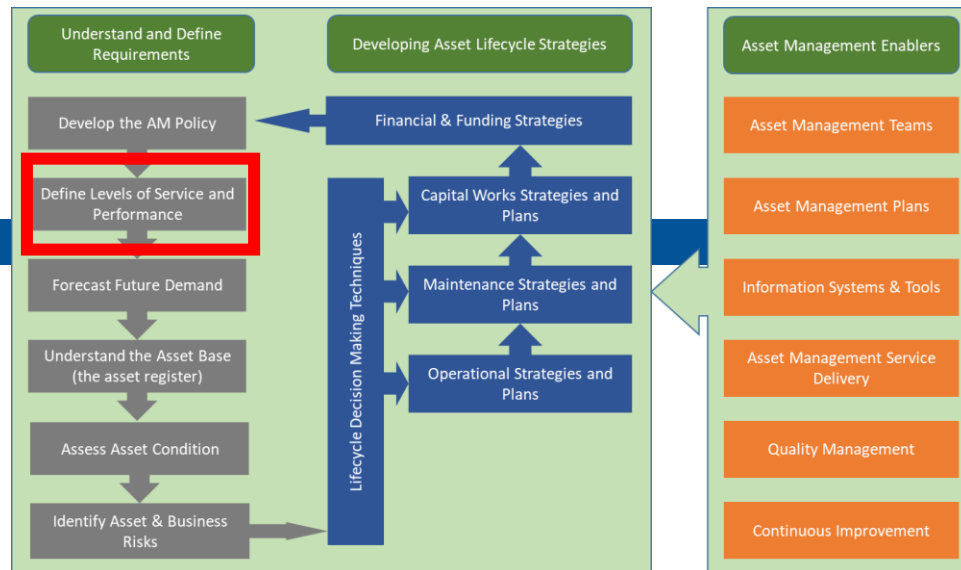 Understand and Define
Requirements
Developing Asset Lifecycle Strategies
Asset Management Enablers
Develop the AM Policy
Define Levels of Service and
Performance
Forecast Future Demand
Understand the Asset Base
(the asset register)
Assess Asset Condition
Identify Asset & Business
Risks
Lifecycle Decision Making Techniques
Financial & Funding Strategies
Capital Works Strategies and
Plans
Maintenance Strategies and
Plans
Operational Strategies and
Plans
Asset Management Teams
Asset Management Plans
Information Systems & Tools
Asset Management Service
Delivery
Quality Management
Continuous Improvement